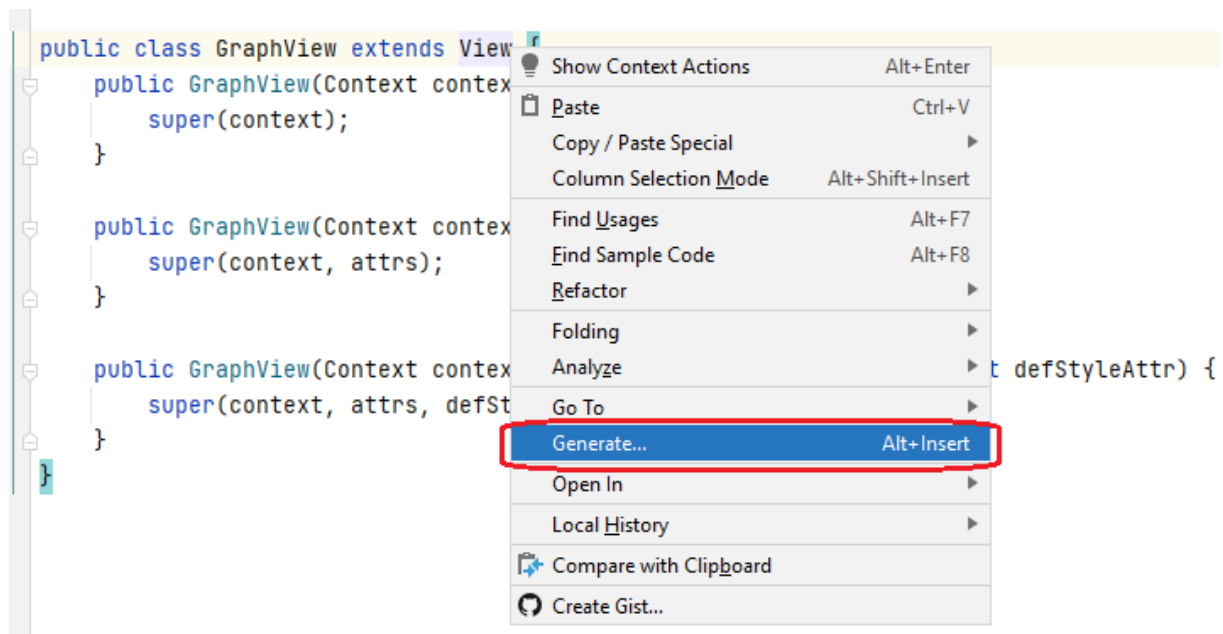 public class GraphView extends View {
public GraphView(Context contex
super(context);
}
public GraphView(Context contex
super(context, attrs);
}
public GraphView(Context contex t defStyleAttr) {
super(context, attrs, defSt
}
}
Show Context Actions Alt+Enter
Paste Ctrl+V
Copy / Paste Special
Column Selection Mode Alt+Shift+Insert
Find Usages Alt+F7
Find Sample Code Alt+F8
Refactor
Folding
Analyze
Go To
Generate... Alt+Insert
Open In
Local History
Compare with Clipboard
Create Gist...